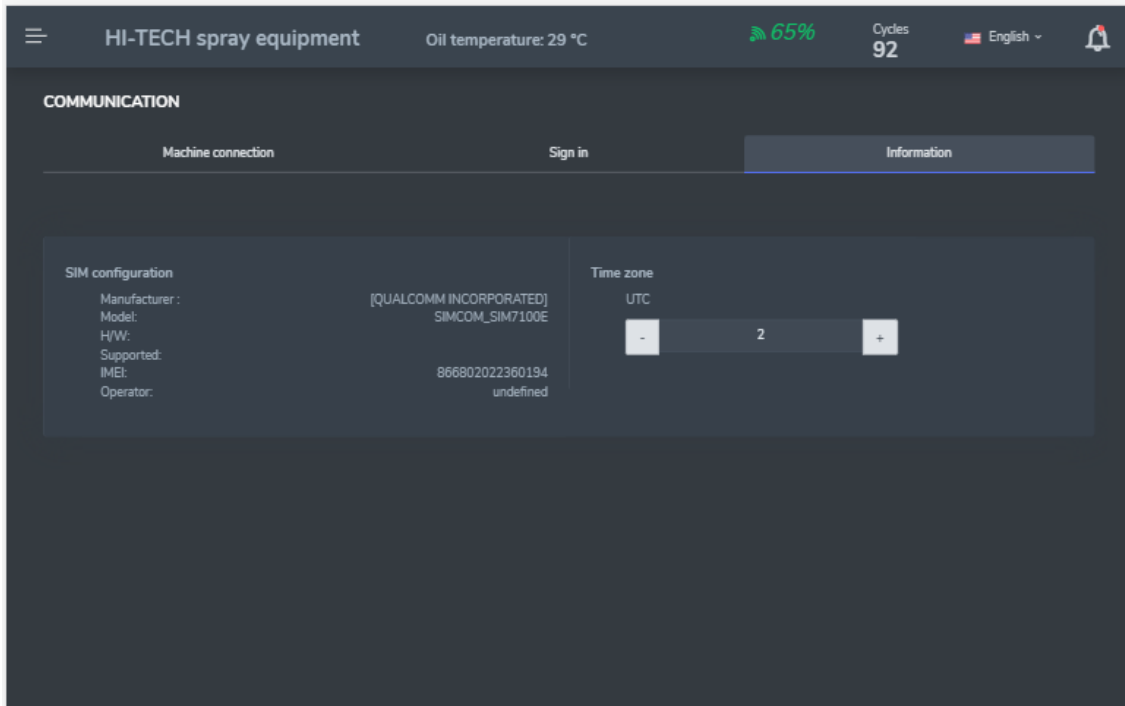 HI-TECH spray equipment
Oil temperature: 29 °C
65%
Cycles
92
English
COMMUNICATION
Machine connection
Sign in
Information
SIM configuration
Manufacturer : [QUALCOMM INCORPORATED]
Model: SIMCOM_SIM7100E
H/W:
Supported:
IMEI: 866802022360194
Operator: undefined
Time zone
UTC
- 2 +